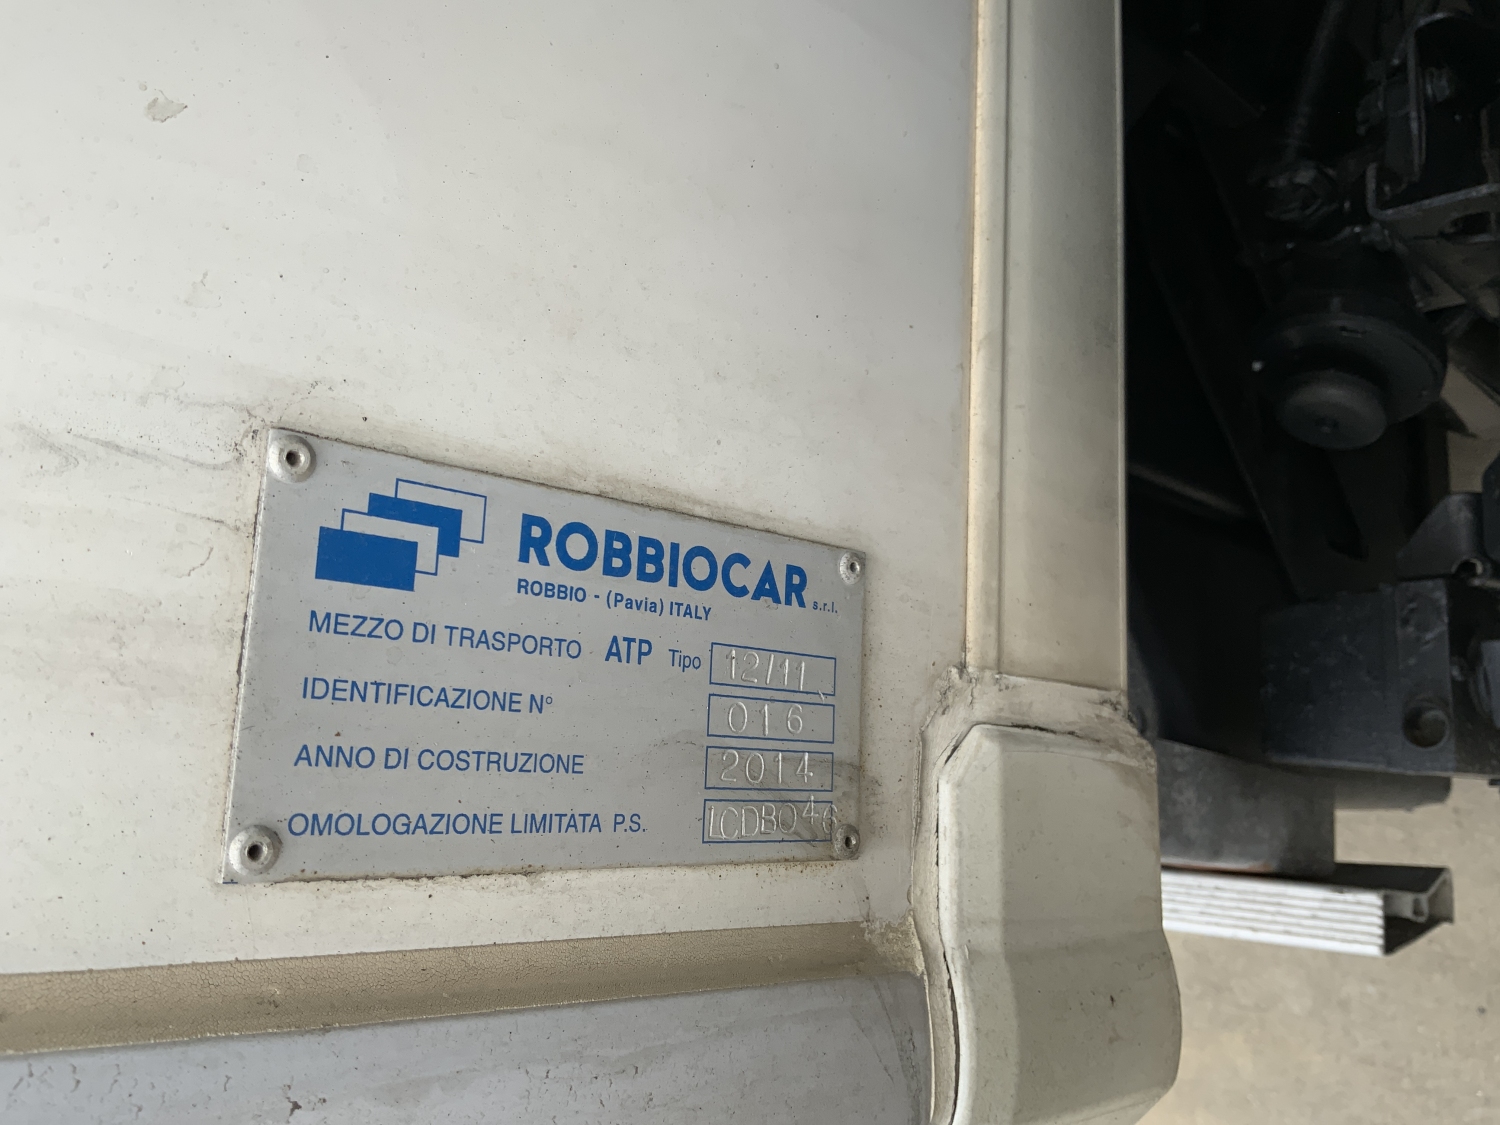 ROBBIOCAR s.r.l.
ROBBIO - (Pavia) ITALY
MEZZO DI TRASPORTO ATP Tipo 12/11
IDENTIFICAZIONE N° 016
ANNO DI COSTRUZIONE 2014
OMOLOGAZIONE LIMITATA P.S. LCDB046